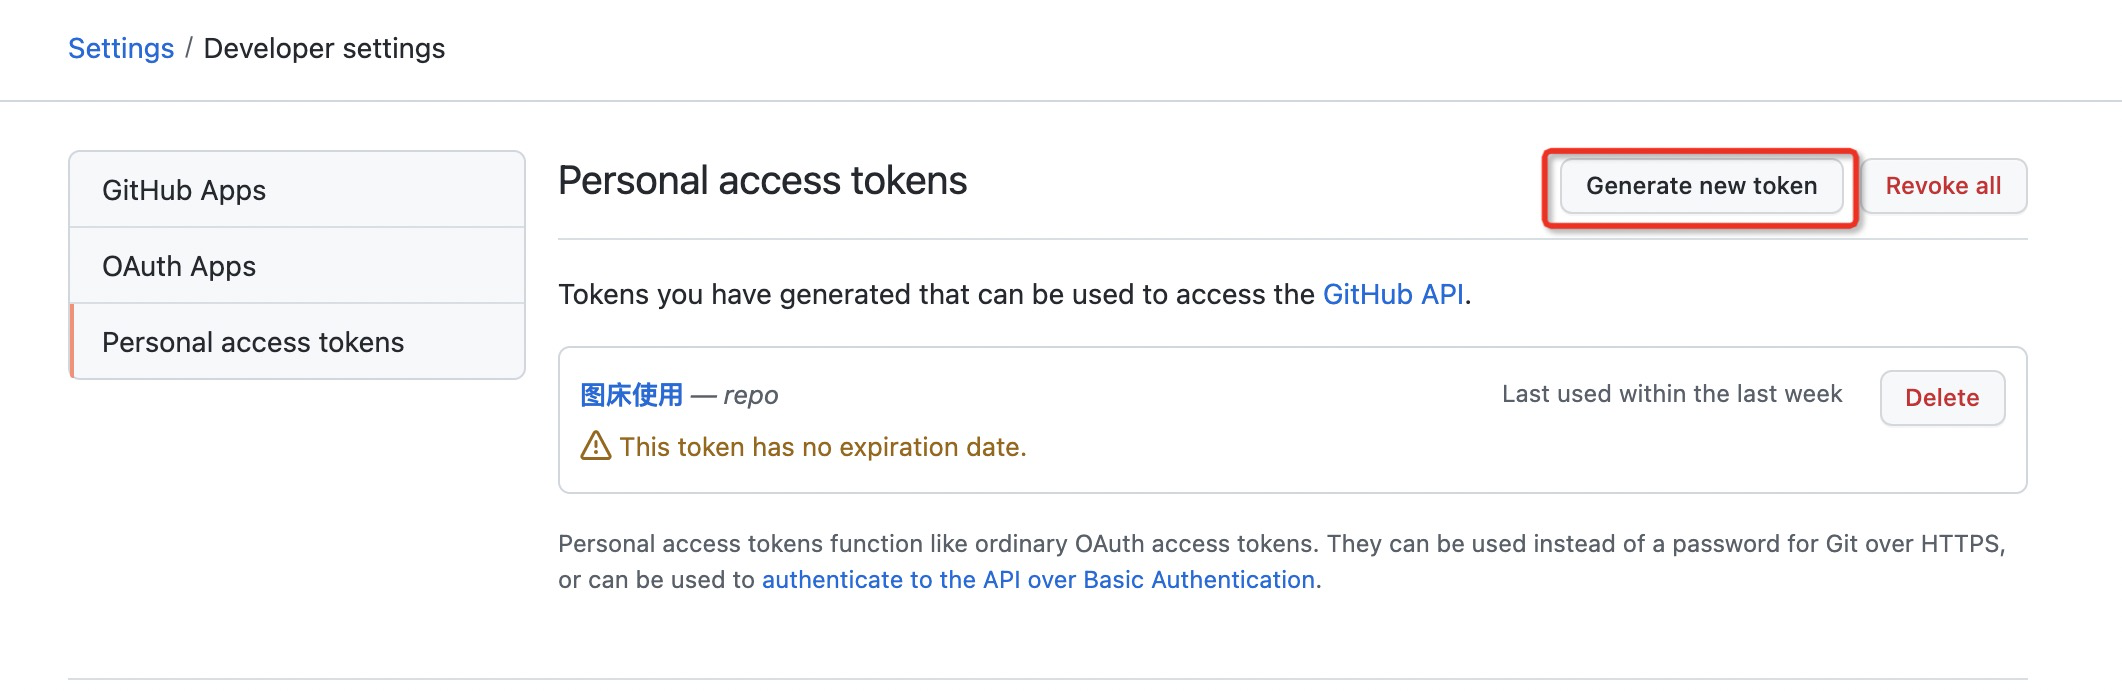 Settings / Developer settings
GitHub Apps
OAuth Apps
Personal access tokens
Personal access tokens
Generate new token
Revoke all
Tokens you have generated that can be used to access the GitHub API.
图床使用 — repo
Last used within the last week
Delete
This token has no expiration date.
Personal access tokens function like ordinary OAuth access tokens. They can be used instead of a password for Git over HTTPS,
or can be used to authenticate to the API over Basic Authentication.